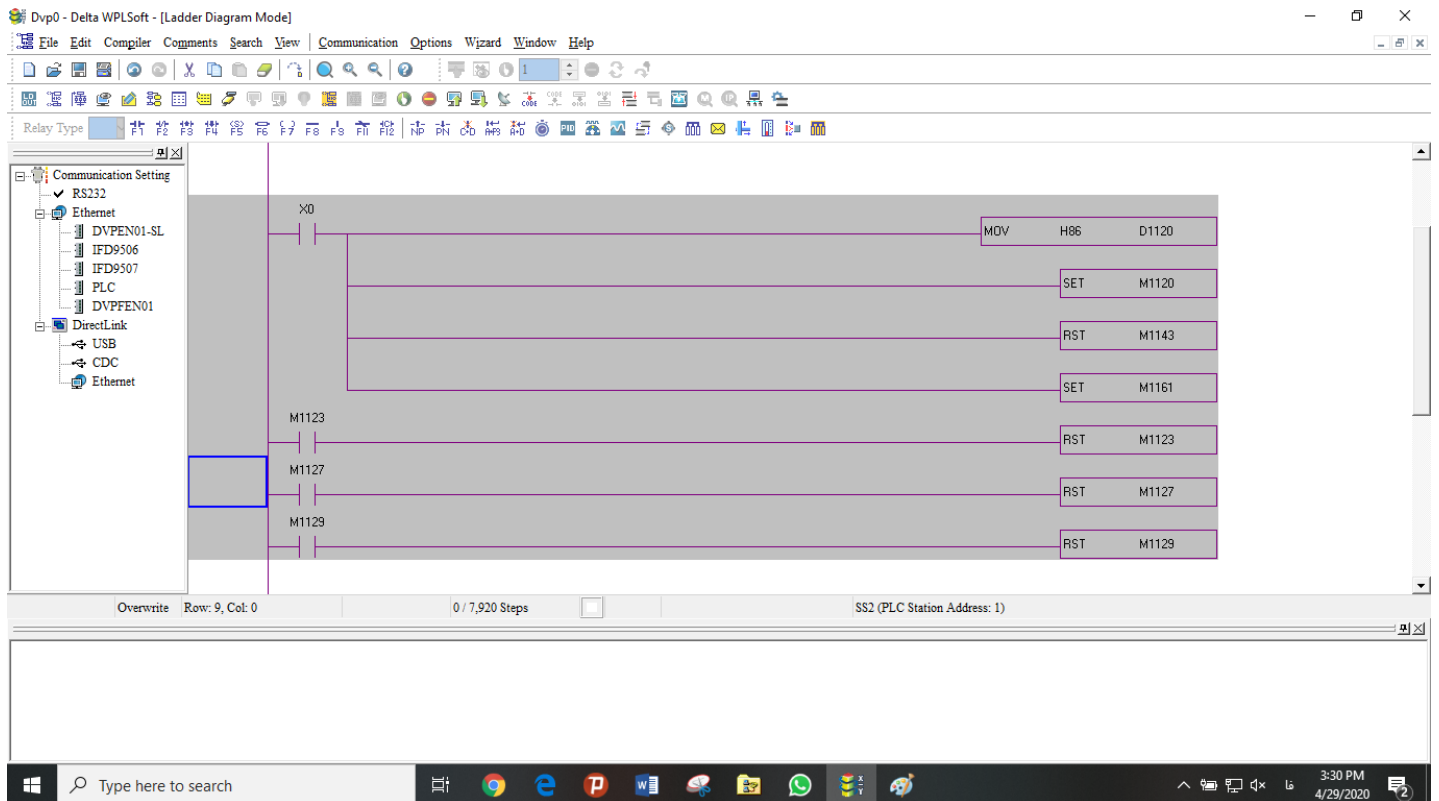 Dvp0 - Delta WPLSoft - [Ladder Diagram Mode]
File Edit Compiler Comments Search View Communication Options Wizard Window Help
1
Relay Type
Communication Setting
RS232
Ethernet
DVPEN01-SL
IFD9506
IFD9507
PLC
DVPFEN01
DirectLink
USB
CDC
Ethernet
X0
MOV H86 D1120
SET M1120
RST M1143
SET M1161
M1123
RST M1123
M1127
RST M1127
M1129
RST M1129
Overwrite Row: 9, Col: 0 0 / 7,920 Steps SS2 (PLC Station Address: 1)
Type here to search
فا
3:30 PM
4/29/2020
2